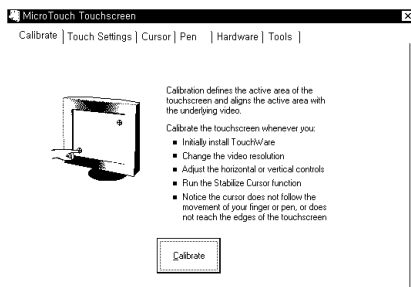 MicroTouch Touchscreen
Calibrate Touch Settings Cursor Pen Hardware Tools
Calibration defines the active area of the
touchscreen and aligns the active area with
the underlying video.
Calibrate the touchscreen whenever you:
■ Initially install TouchWare
■ Change the video resolution
■ Adjust the horizontal or vertical controls
■ Run the Stabilize Cursor function
■ Notice the cursor does not follow the
movement of your finger or pen, or does
not reach the edges of the touchscreen
Calibrate